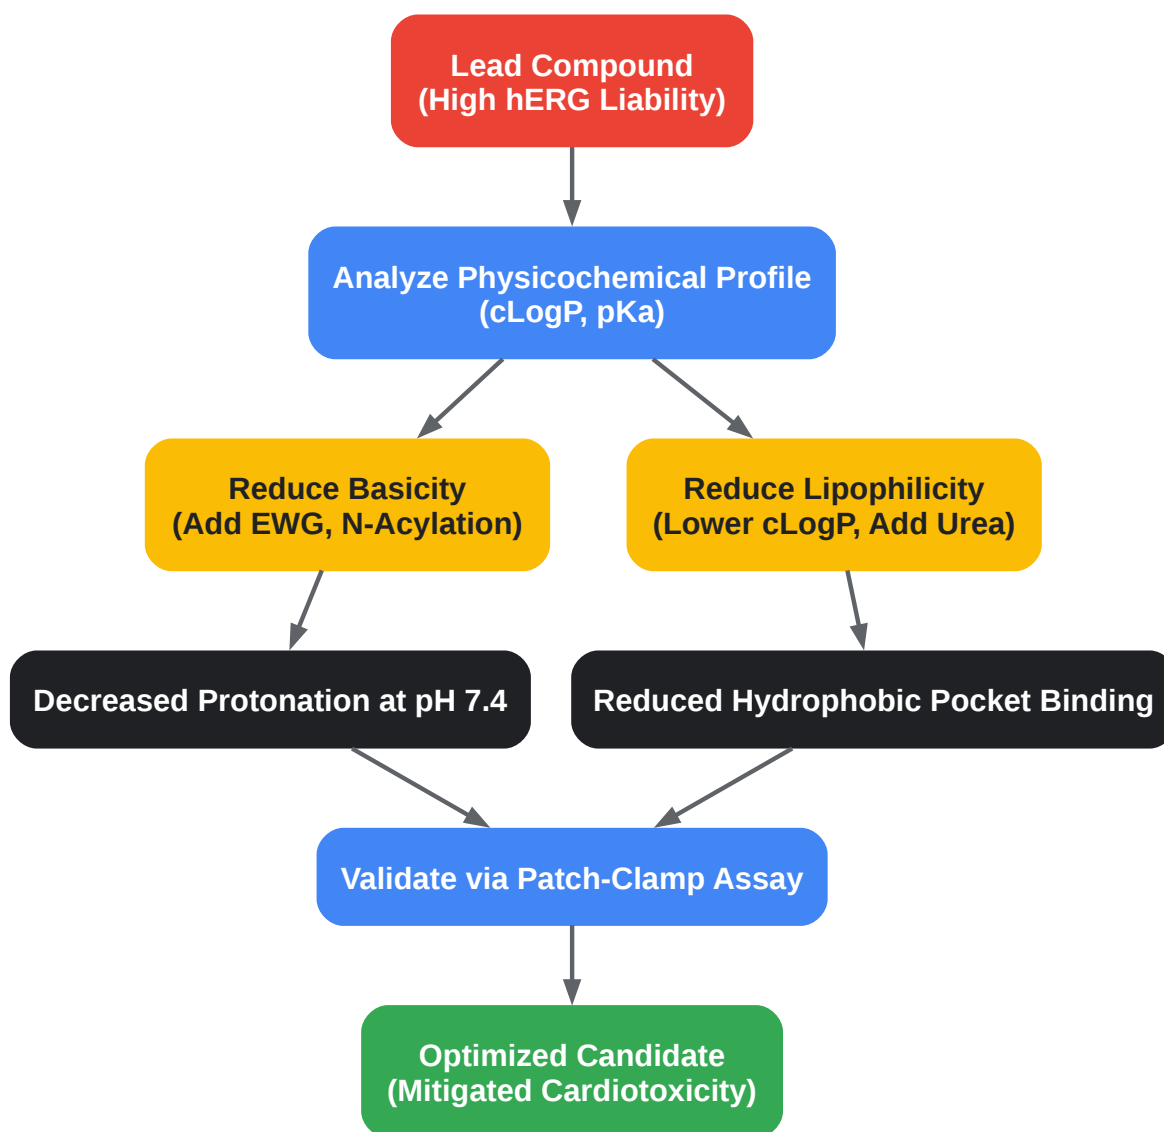 Lead Compound
(High hERG Liability)
Analyze Physicochemical Profile
(cLogP, pKa)
Reduce Basicity
(Add EWG, N-Acylation)
Reduce Lipophilicity
(Lower cLogP, Add Urea)
Decreased Protonation at pH 7.4
Reduced Hydrophobic Pocket Binding
Validate via Patch-Clamp Assay
Optimized Candidate
(Mitigated Cardiotoxicity)